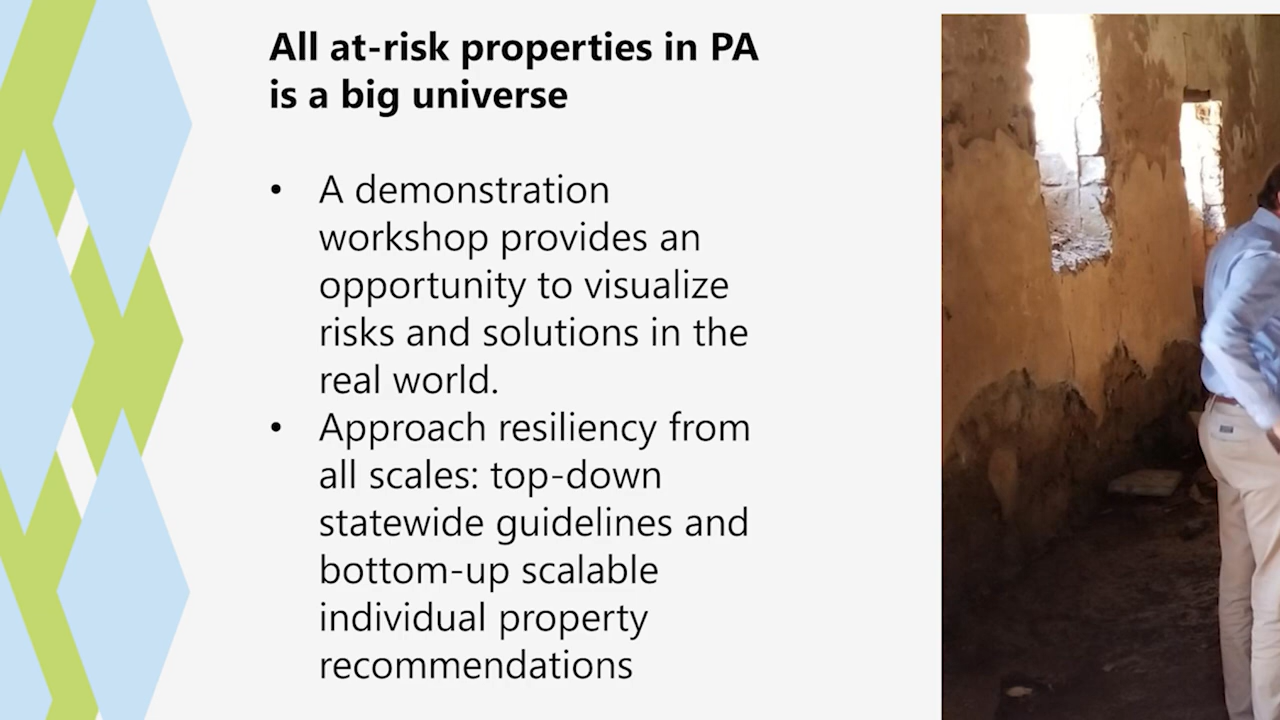 All at-risk properties in PA
is a big universe
• A demonstration
workshop provides an
opportunity to visualize
risks and solutions in the
real world.
• Approach resiliency from
all scales: top-down
statewide guidelines and
bottom-up scalable
individual property
recommendations